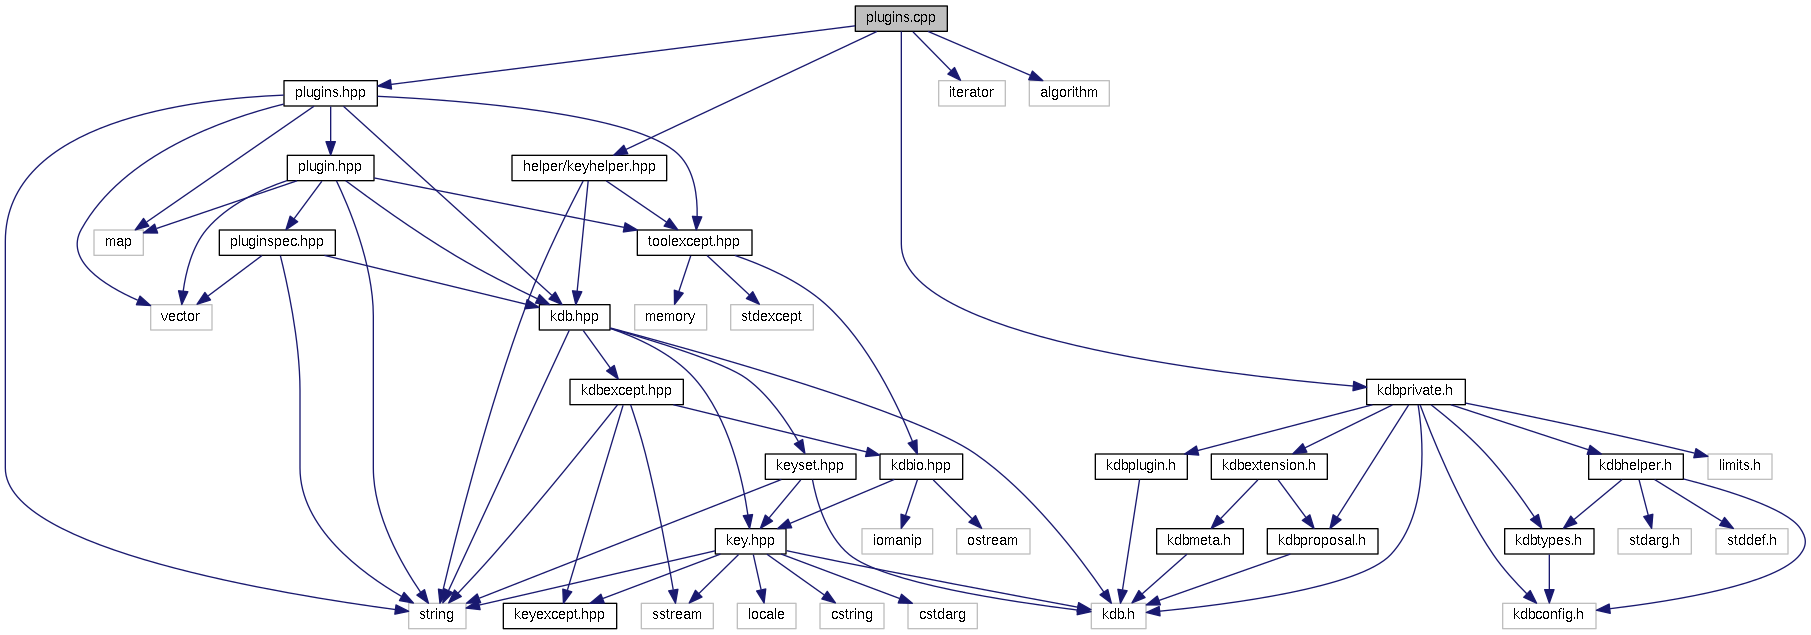 plugins.cpp
plugins.hpp
iterator
algorithm
plugin.hpp
helper/keyhelper.hpp
map
pluginspec.hpp
toolexcept.hpp
vector
kdb.hpp
memory
stdexcept
kdbexcept.hpp
kdbprivate.h
keyset.hpp
kdbio.hpp
kdbplugin.h
kdbextension.h
kdbhelper.h
limits.h
key.hpp
iomanip
ostream
kdbmeta.h
kdbproposal.h
kdbtypes.h
stdarg.h
stddef.h
string
keyexcept.hpp
sstream
locale
cstring
cstdarg
kdb.h
kdbconfig.h